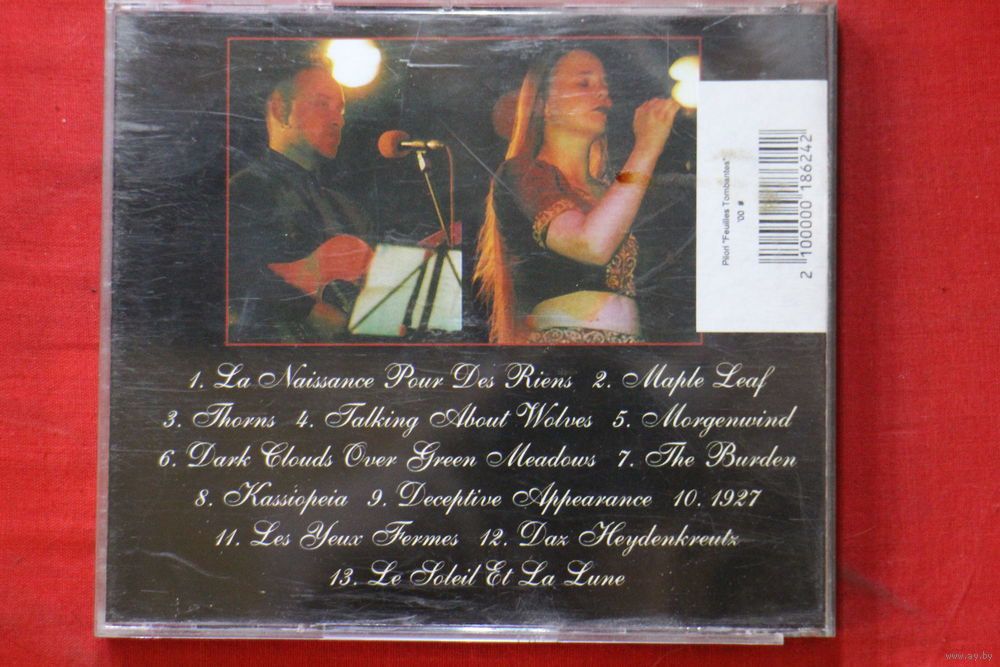 Pilori "Feuilles Tombantes"
'00 #
2 100000 186242
1. La Naissance Pour Des Riens 2. Maple Leaf
3. Thorns 4. Talking About Wolves 5. Morgenwind
6. Dark Clouds Over Green Meadows 7. The Burden
8. Kassiopeia 9. Deceptive Appearance 10. 1927
11. Les Yeux Fermes 12. Daz Heydenkreutz
13. Le Soleil Et La Lune
www.ay.by